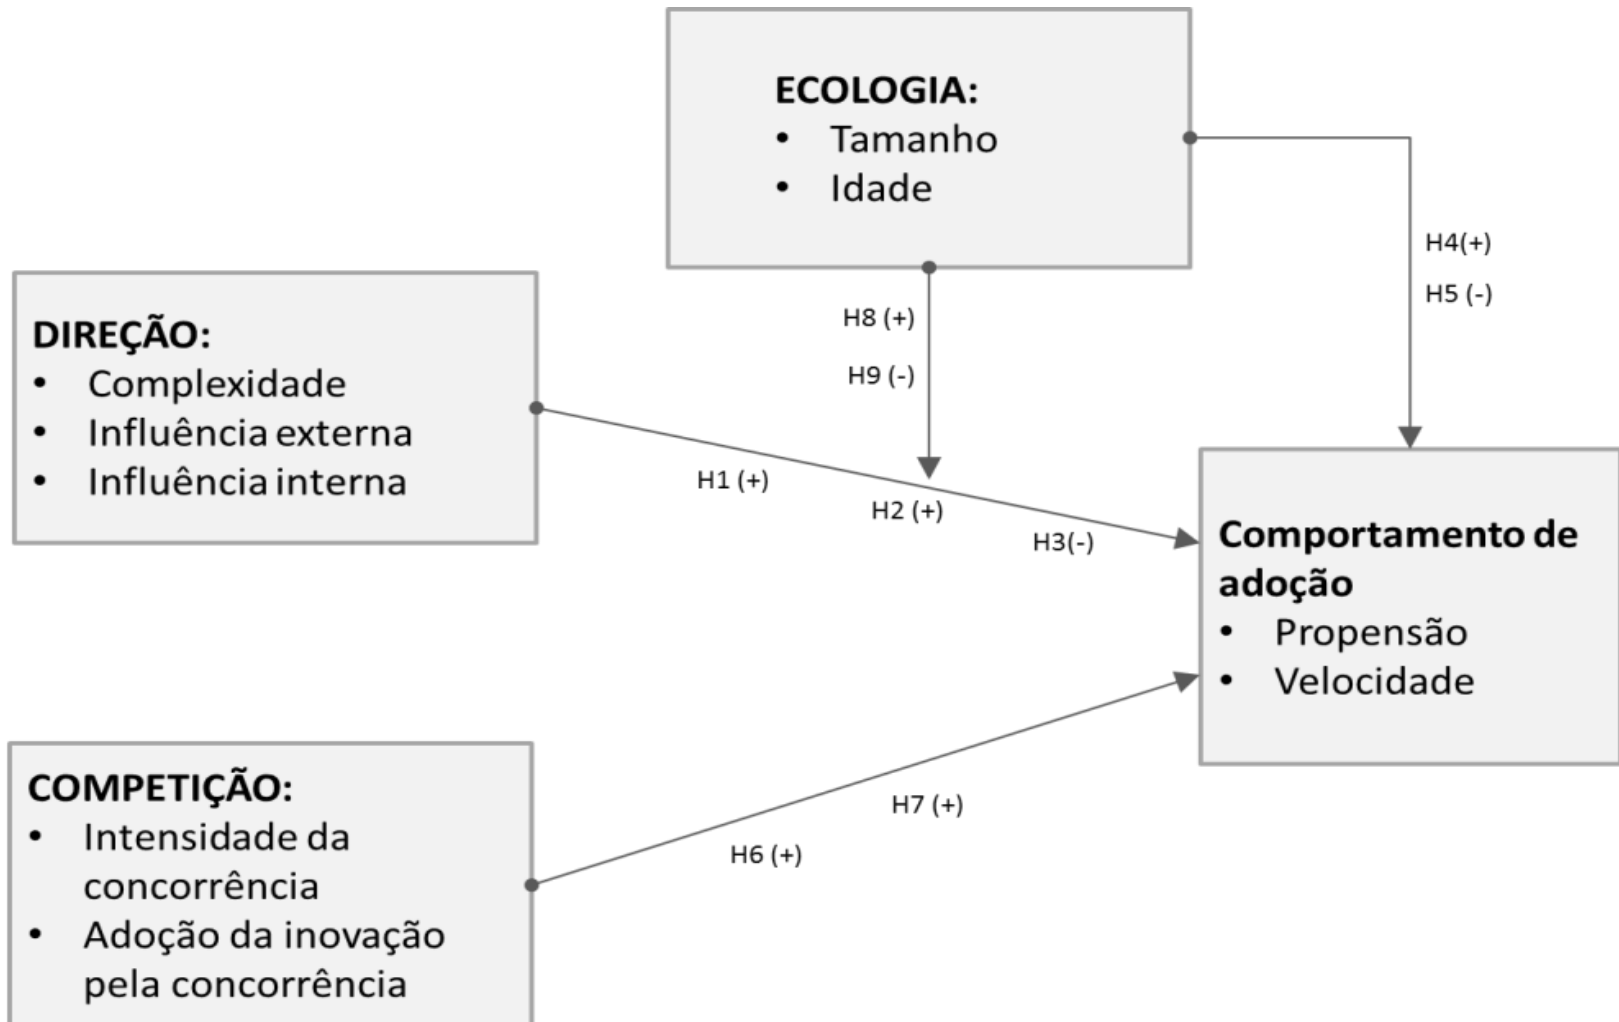 ECOLOGIA:
• Tamanho
• Idade
H4(+)
H5 (-)
H8 (+)
H9 (-)
DIREÇÃO:
• Complexidade
• Influência externa
• Influência interna
H1 (+)
H2 (+)
H3(-)
Comportamento de
adoção
• Propensão
• Velocidade
H7 (+)
H6 (+)
COMPETIÇÃO:
• Intensidade da
concorrência
• Adoção da inovação
pela concorrência